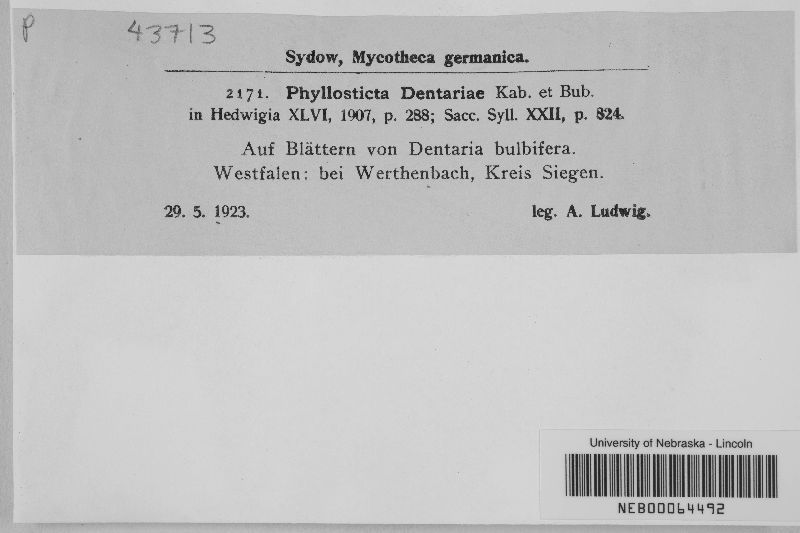 P 43713
Sydow, Mycotheca germanica.
2171. Phyllosticta Dentariae Kab. et Bub.
in Hedwigia XLVI, 1907, p. 288; Sacc. Syll. XXII, p. 824.
Auf Blättern von Dentaria bulbifera.
Westfalen: bei Werthenbach, Kreis Siegen.
29. 5. 1923. leg. A. Ludwig.
University of Nebraska - Lincoln
NEB00064492